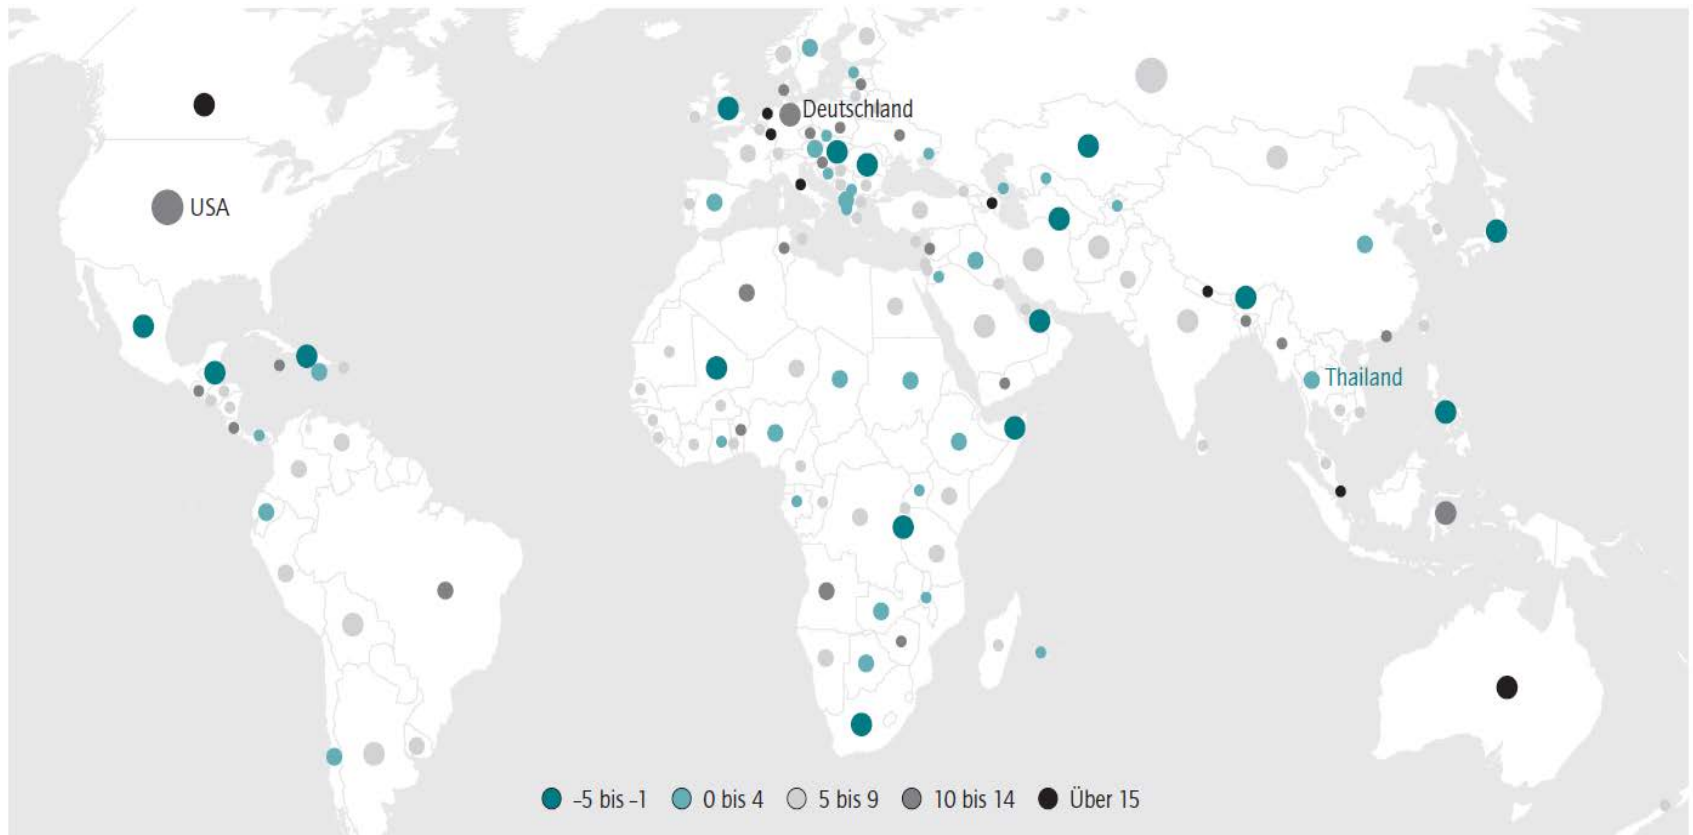 Deutschland
USA
Thailand
–5 bis –1
0 bis 4
5 bis 9
10 bis 14
Über 15